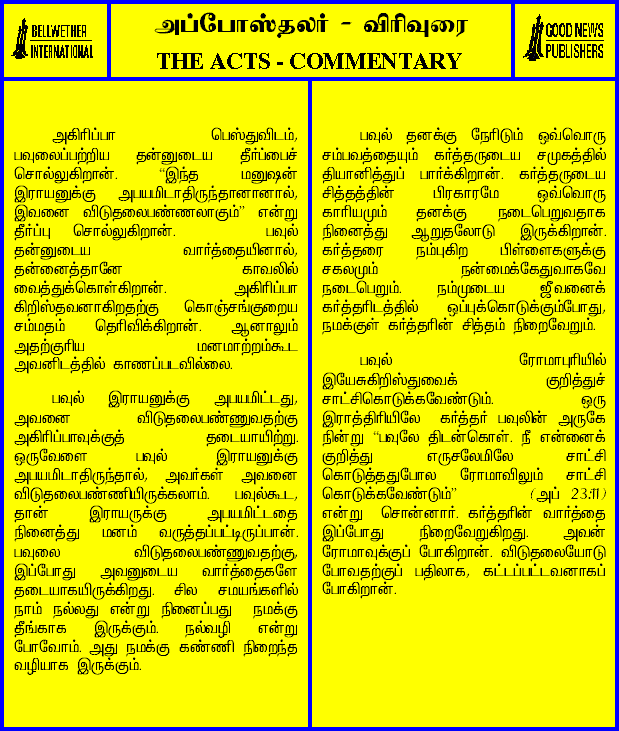 BELLWETHER
INTERNATIONAL
அப்போஸ்தலர் - விரிவுரை
THE ACTS - COMMENTARY
GOOD NEWS
PUBLISHERS
அகிரிப்பா பெஸ்துவிடம்,
பவுலைப்பற்றிய தன்னுடைய தீர்ப்பைச்
சொல்லுகிறான். “இந்த மனுஷன்
இராயனுக்கு அபயமிடாதிருந்தானானால்,
இவனை விடுதலைபண்ணலாகும்” என்று
தீர்ப்பு சொல்லுகிறான். பவுல்
தன்னுடைய வார்த்தையினால்,
தன்னைத்தானே காவலில்
வைத்துக்கொள்கிறான். அகிரிப்பா
கிறிஸ்தவனாகிறதற்கு கொஞ்சங்குறைய
சம்மதம் தெரிவிக்கிறான். ஆனாலும்
அதற்குரிய மனமாற்றம்கூட
அவனிடத்தில் காணப்படவில்லை.
பவுல் இராயனுக்கு அபயமிட்டது,
அவனை விடுதலைபண்ணுவதற்கு
அகிரிப்பாவுக்குத் தடையாயிற்று.
ஒருவேளை பவுல் இராயனுக்கு
அபயமிடாதிருந்தால், அவர்கள் அவனை
விடுதலைபண்ணியிருக்கலாம். பவுல்கூட,
தான் இராயருக்கு அபயமிட்டதை
நினைத்து மனம் வருத்தப்பட்டிருப்பான்.
பவுலை விடுதலைபண்ணுவதற்கு,
இப்போது அவனுடைய வார்த்தைகளே
தடையாகயிருக்கிறது. சில சமயங்களில்
நாம் நல்லது என்று நினைப்பது நமக்கு
தீங்காக இருக்கும். நல்வழி என்று
போவோம். அது நமக்கு கண்ணி நிறைந்த
வழியாக இருக்கும்.
பவுல் தனக்கு நேரிடும் ஒவ்வொரு
சம்பவத்தையும் கர்த்தருடைய சமுகத்தில்
தியானித்துப் பார்க்கிறான். கர்த்தருடைய
சித்தத்தின் பிரகாரமே ஒவ்வொரு
காரியமும் தனக்கு நடைபெறுவதாக
நினைத்து ஆறுதலோடு இருக்கிறான்.
கர்த்தரை நம்புகிற பிள்ளைகளுக்கு
சகலமும் நன்மைக்கேதுவாகவே
நடைபெறும். நம்முடைய ஜீவனைக்
கர்த்தரிடத்தில் ஒப்புக்கொடுக்கும்போது,
நமக்குள் கர்த்தரின் சித்தம் நிறைவேறும்.
பவுல் ரோமாபுரியில்
இயேசுகிறிஸ்துவைக் குறித்துச்
சாட்சிகொடுக்கவேண்டும். ஒரு
இராத்திரியிலே கர்த்தர் பவுலின் அருகே
நின்று “பவுலே திடன்கொள். நீ என்னைக்
குறித்து எருசலேமிலே சாட்சி
கொடுத்ததுபோல ரோமாவிலும் சாட்சி
கொடுக்கவேண்டும்” (அப் 23:11)
என்று சொன்னார். கர்த்தரின் வார்த்தை
இப்போது நிறைவேறுகிறது. அவன்
ரோமாவுக்குப் போகிறான். விடுதலையோடு
போவதற்குப் பதிலாக, கட்டப்பட்டவனாகப்
போகிறான்.